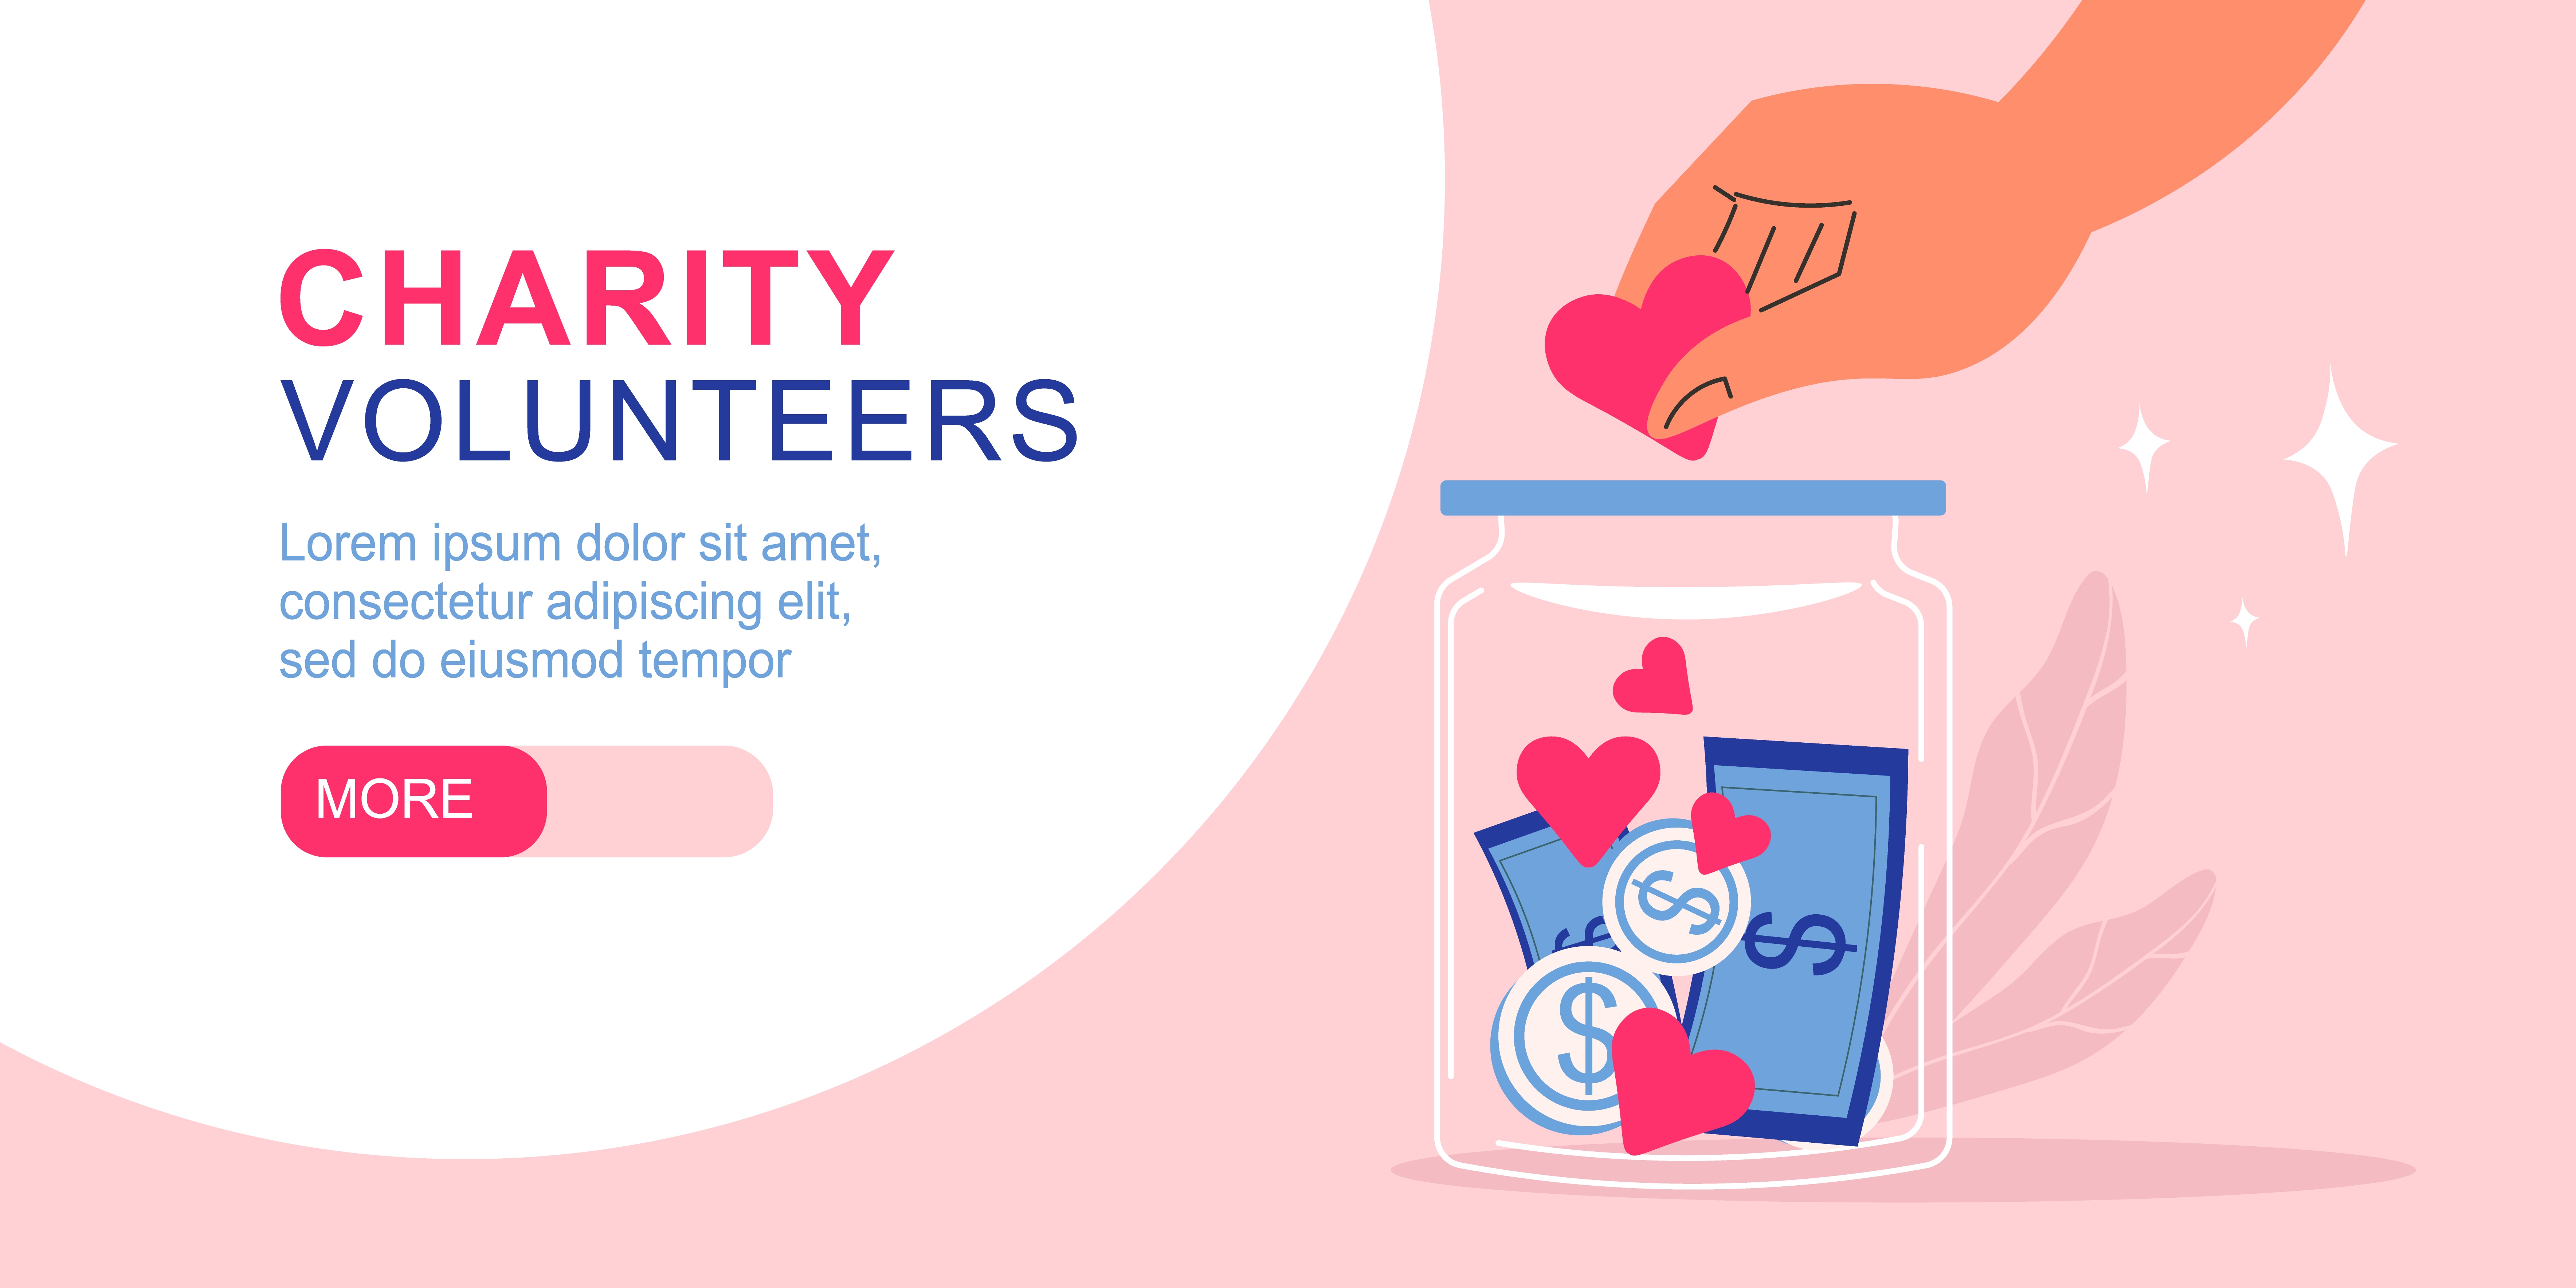 CHARITY
VOLUNTEERS
Lorem ipsum dolor sit amet,
consectetur adipiscing elit,
sed do eiusmod tempor
MORE
$
$
$
$